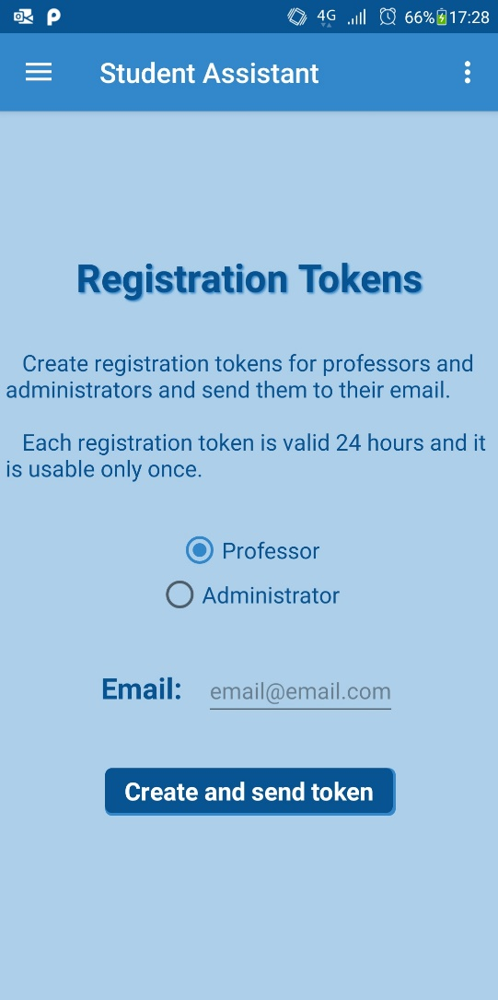 4G 66% 17:28
Student Assistant
Registration Tokens
Create registration tokens for professors and
administrators and send them to their email.
Each registration token is valid 24 hours and it
is usable only once.
Professor
Administrator
Email: email@email.com
Create and send token